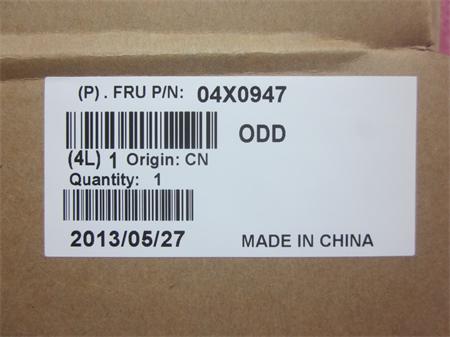 (P) . FRU P/N: 04X0947
ODD
(4L) 1 Origin: CN
Quantity: 1
2013/05/27 MADE IN CHINA